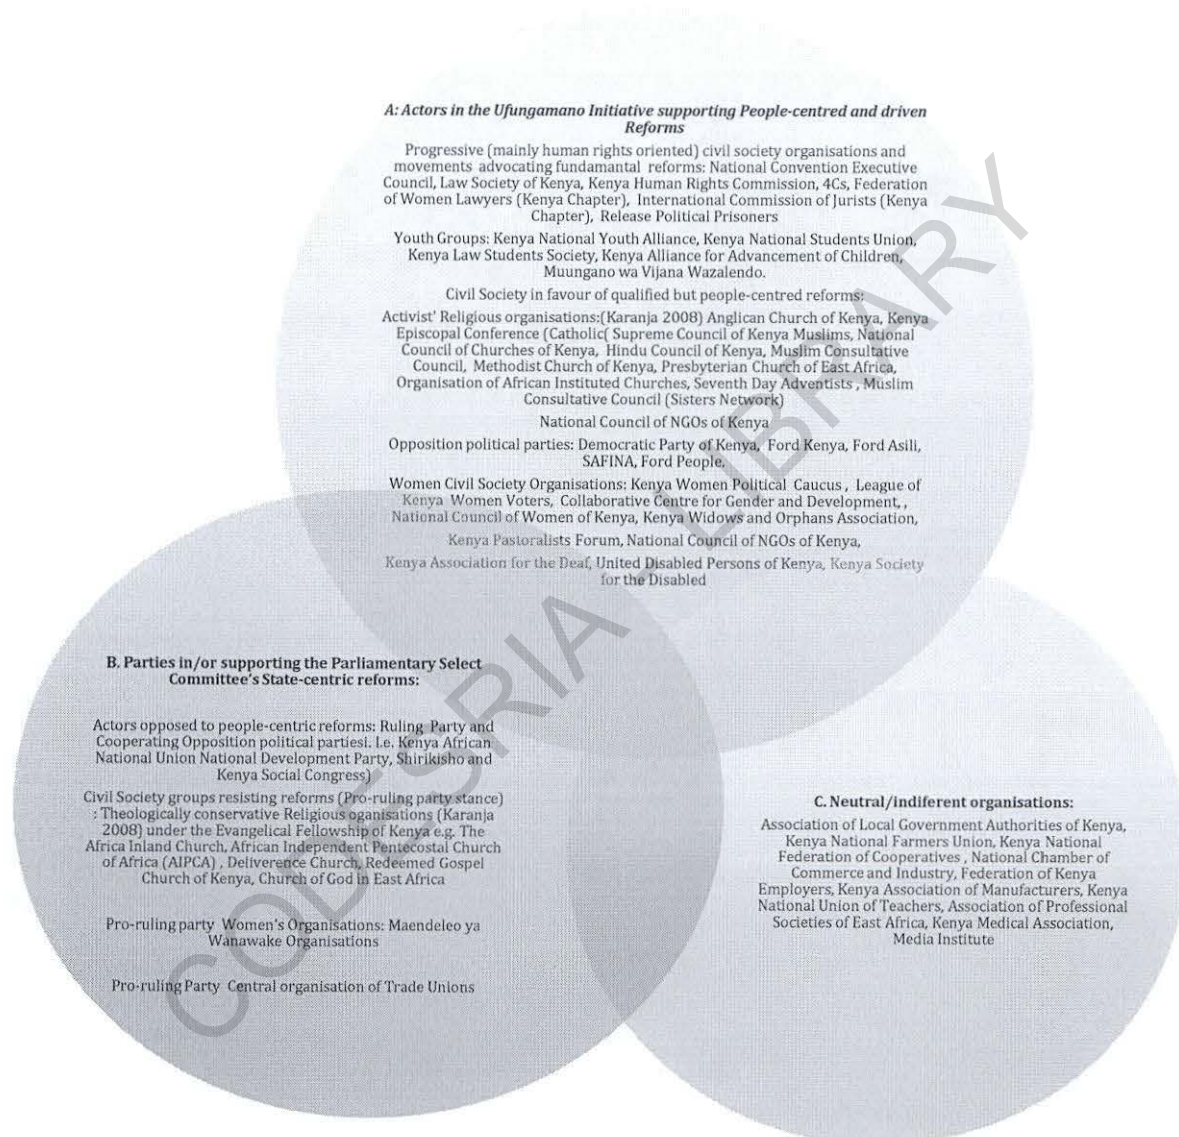 A: Actors in the Ufungamano Initiative supporting People-centred and driven
Reforms
Progressive (mainly human rights oriented) civil society organisations and
movements advocating fundamantal reforms: National Convention Executive
Council, Law Society of Kenya, Kenya Human Rights Commission, 4Cs, Federation
of Women Lawyers (Kenya Chapter), International Commission of Jurists (Kenya
Chapter), Release Political Prisoners
Youth Groups: Kenya National Youth Alliance, Kenya National Students Union,
Kenya Law Students Society, Kenya Alliance for Advancement of Children,
Muungano wa Vijana Wazalendo.
Civil Society in favour of qualified but people-centred reforms:
Activist' Religious organisations:(Karanja 2008) Anglican Church of Kenya, Kenya
Episcopal Conference (Catholic( Supreme Council of Kenya Muslims, National
Council of Churches of Kenya, Hindu Council of Kenya, Muslim Consultative
Council, Methodist Church of Kenya, Presbyterian Church of East Africa,
Organisation of African Instituted Churches, Seventh Day Adventists , Muslim
Consultative Council (Sisters Network)
National Council of NGOs of Kenya
Opposition political parties: Democratic Party of Kenya, Ford Kenya, Ford Asili,
SAFINA, Ford People.
Women Civil Society Organisations: Kenya Women Political Caucus , League of
Kenya Women Voters, Collaborative Centre for Gender and Development, ,
National Council of Women of Kenya, Kenya Widows and Orphans Association,
Kenya Pastoralists Forum, National Council of NGOs of Kenya,
Kenya Association for the Deaf, United Disabled Persons of Kenya, Kenya Society
for the Disabled
B. Parties in/or supporting the Parliamentary Select
Committee's State-centric reforms:
Actors opposed to people-centric reforms: Ruling Party and
Cooperating Opposition political partiesi. I.e. Kenya African
National Union National Development Party, Shirikisho and
Kenya Social Congress)
Civil Society groups resisting reforms (Pro-ruling party stance)
: Theologically conservative Religious oganisations (Karanja
2008) under the Evangelical Fellowship of Kenya e.g. The
Africa Inland Church, African Independent Pentecostal Church
of Africa (AIPCA) , Deliverence Church, Redeemed Gospel
Church of Kenya, Church of God in East Africa
Pro-ruling party Women's Organisations: Maendeleo ya
Wanawake Organisations
Pro-ruling Party Central organisation of Trade Unions
C. Neutral/indiferent organisations:
Association of Local Government Authorities of Kenya,
Kenya National Farmers Union, Kenya National
Federation of Cooperatives , National Chamber of
Commerce and Industry, Federation of Kenya
Employers, Kenya Association of Manufacturers, Kenya
National Union of Teachers, Association of Professional
Societies of East Africa, Kenya Medical Association,
Media Institute
CODESRIA - LIBRARY